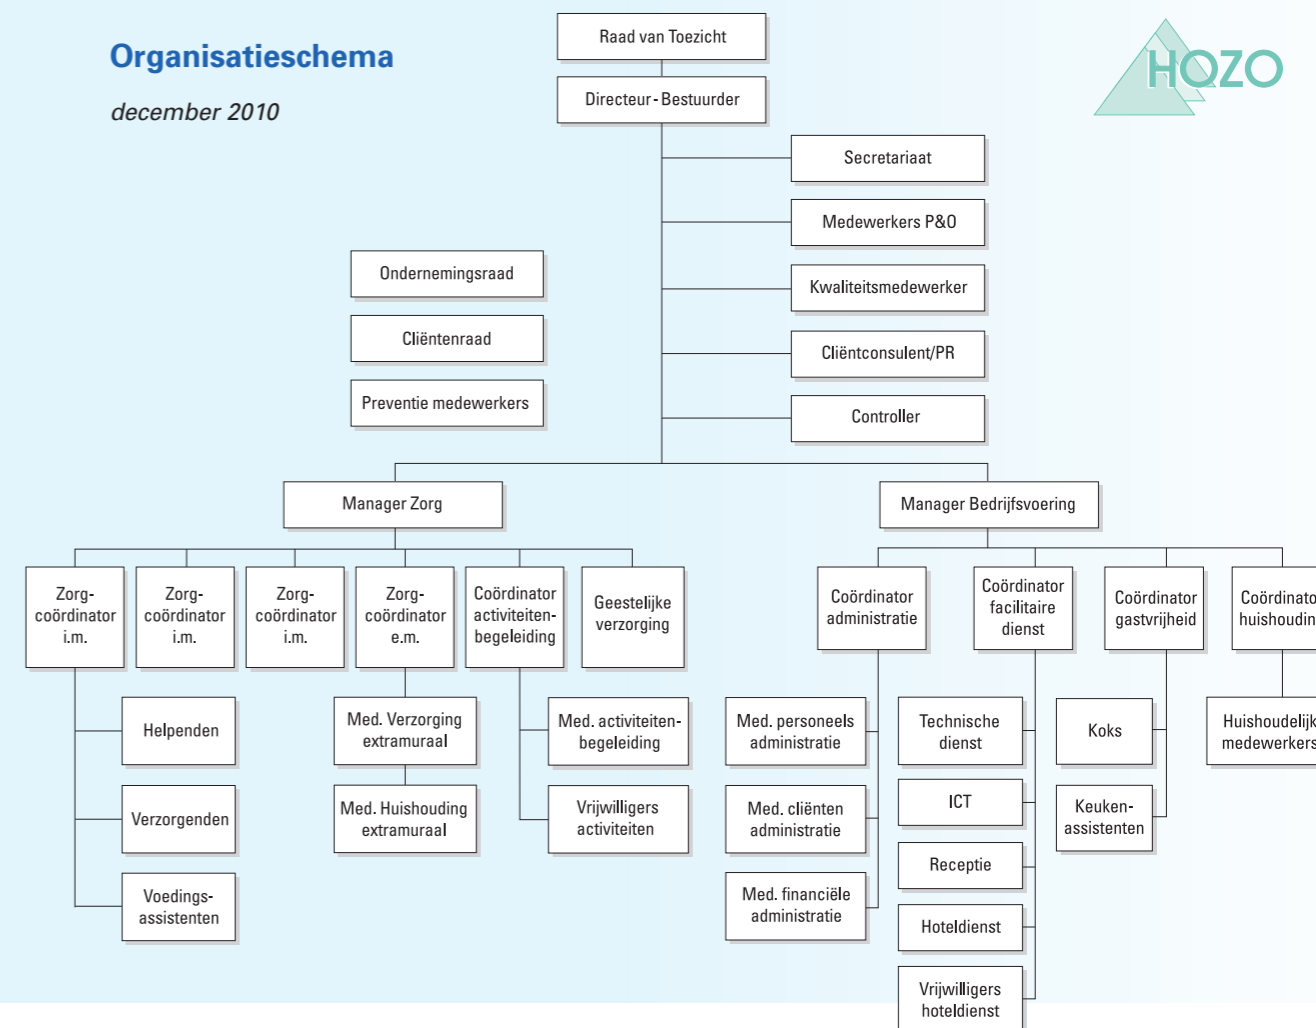 Organisatieschema
december 2010
HOZO
Raad van Toezicht
Directeur - Bestuurder
Secretariaat
Medewerkers P&O
Kwaliteitsmedewerker
Cliëntconsulent/PR
Controller
Ondernemingsraad
Cliëntenraad
Preventie medewerkers
Manager Zorg
Manager Bedrijfsvoering
Zorg-
coördinator
i.m.
Zorg-
coördinator
i.m.
Zorg-
coördinator
i.m.
Zorg-
coördinator
e.m.
Coördinator
activiteiten-
begeleiding
Geestelijke
verzorging
Coördinator
administratie
Coördinator
facilitaire
dienst
Coördinator
gastvrijheid
Coördinato
huishoudin
Helpenden
Verzorgenden
Voedings-
assistenten
Med. Verzorging
extramuraal
Med. Huishouding
extramuraal
Med. activiteiten-
begeleiding
Vrijwilligers
activiteiten
Med. personeels
administratie
Med. cliënten
administratie
Med. financiële
administratie
Technische
dienst
ICT
Receptie
Hoteldienst
Vrijwilligers
hoteldienst
Koks
Keuken-
assistenten
Huishoudelijk
medewerkers